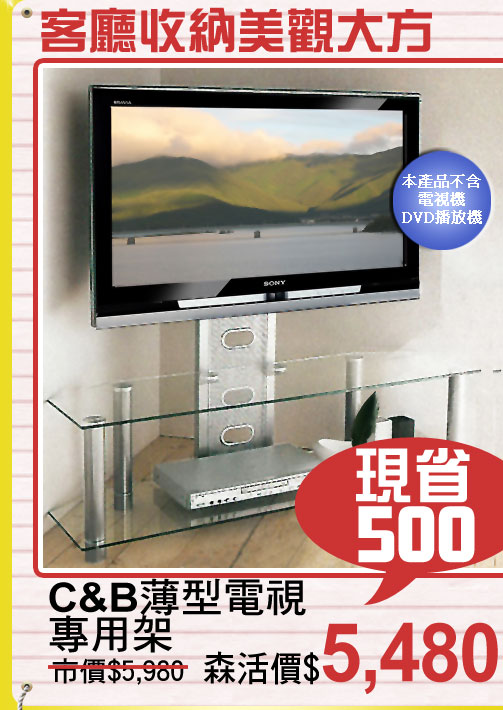 客廳收納美觀大方
BRAVIA
本產品不含
電視機
DVD播放機
SONY
現省
500
C&B薄型電視
專用架
市價$5,980 森活價$5,480